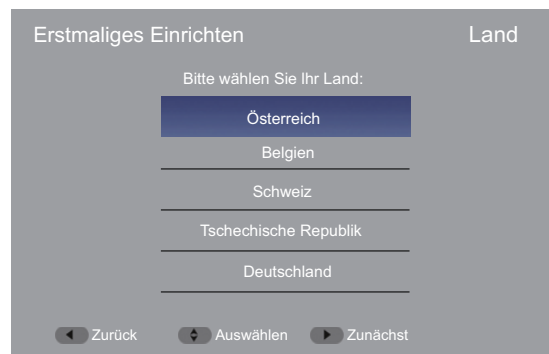 Erstmaliges Einrichten Land
Bitte wählen Sie Ihr Land:
Österreich
Belgien
Schweiz
Tschechische Republik
Deutschland
Zurück Auswählen Zunächst